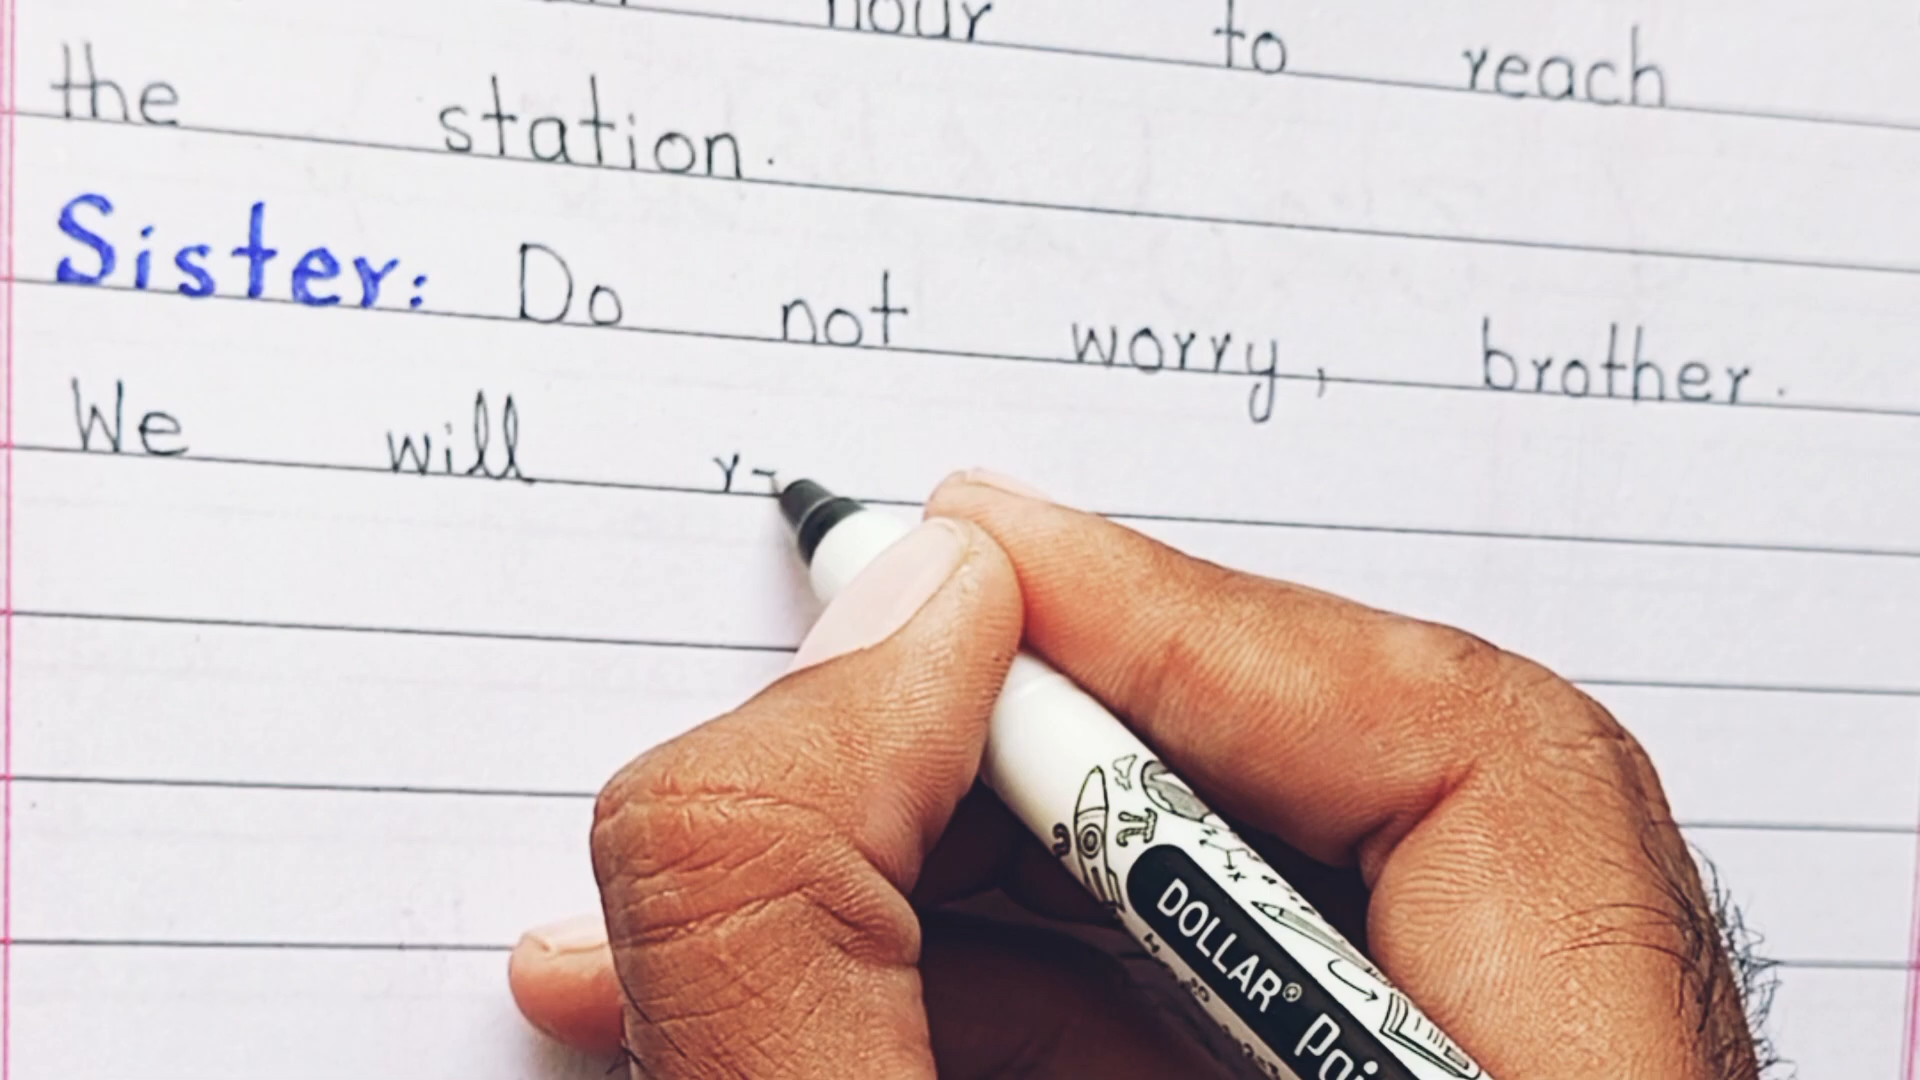 hour to reach
the station.
Sister: Do not worry, brother.
We will r
DOLLAR®